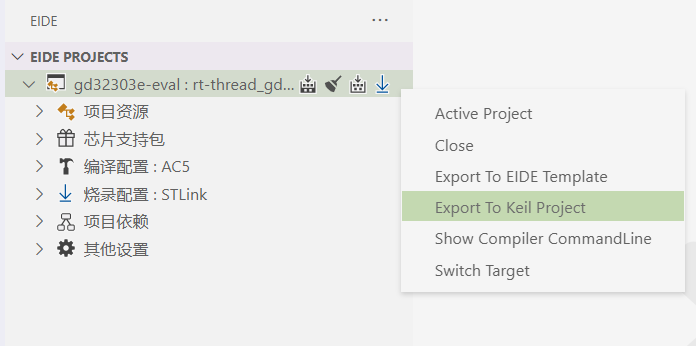 EIDE
EIDE PROJECTS
gd32303e-eval : rt-thread_gd...
项目资源
芯片支持包
编译配置 : AC5
烧录配置 : STLink
项目依赖
其他设置
Active Project
Close
Export To EIDE Template
Export To Keil Project
Show Compiler CommandLine
Switch Target